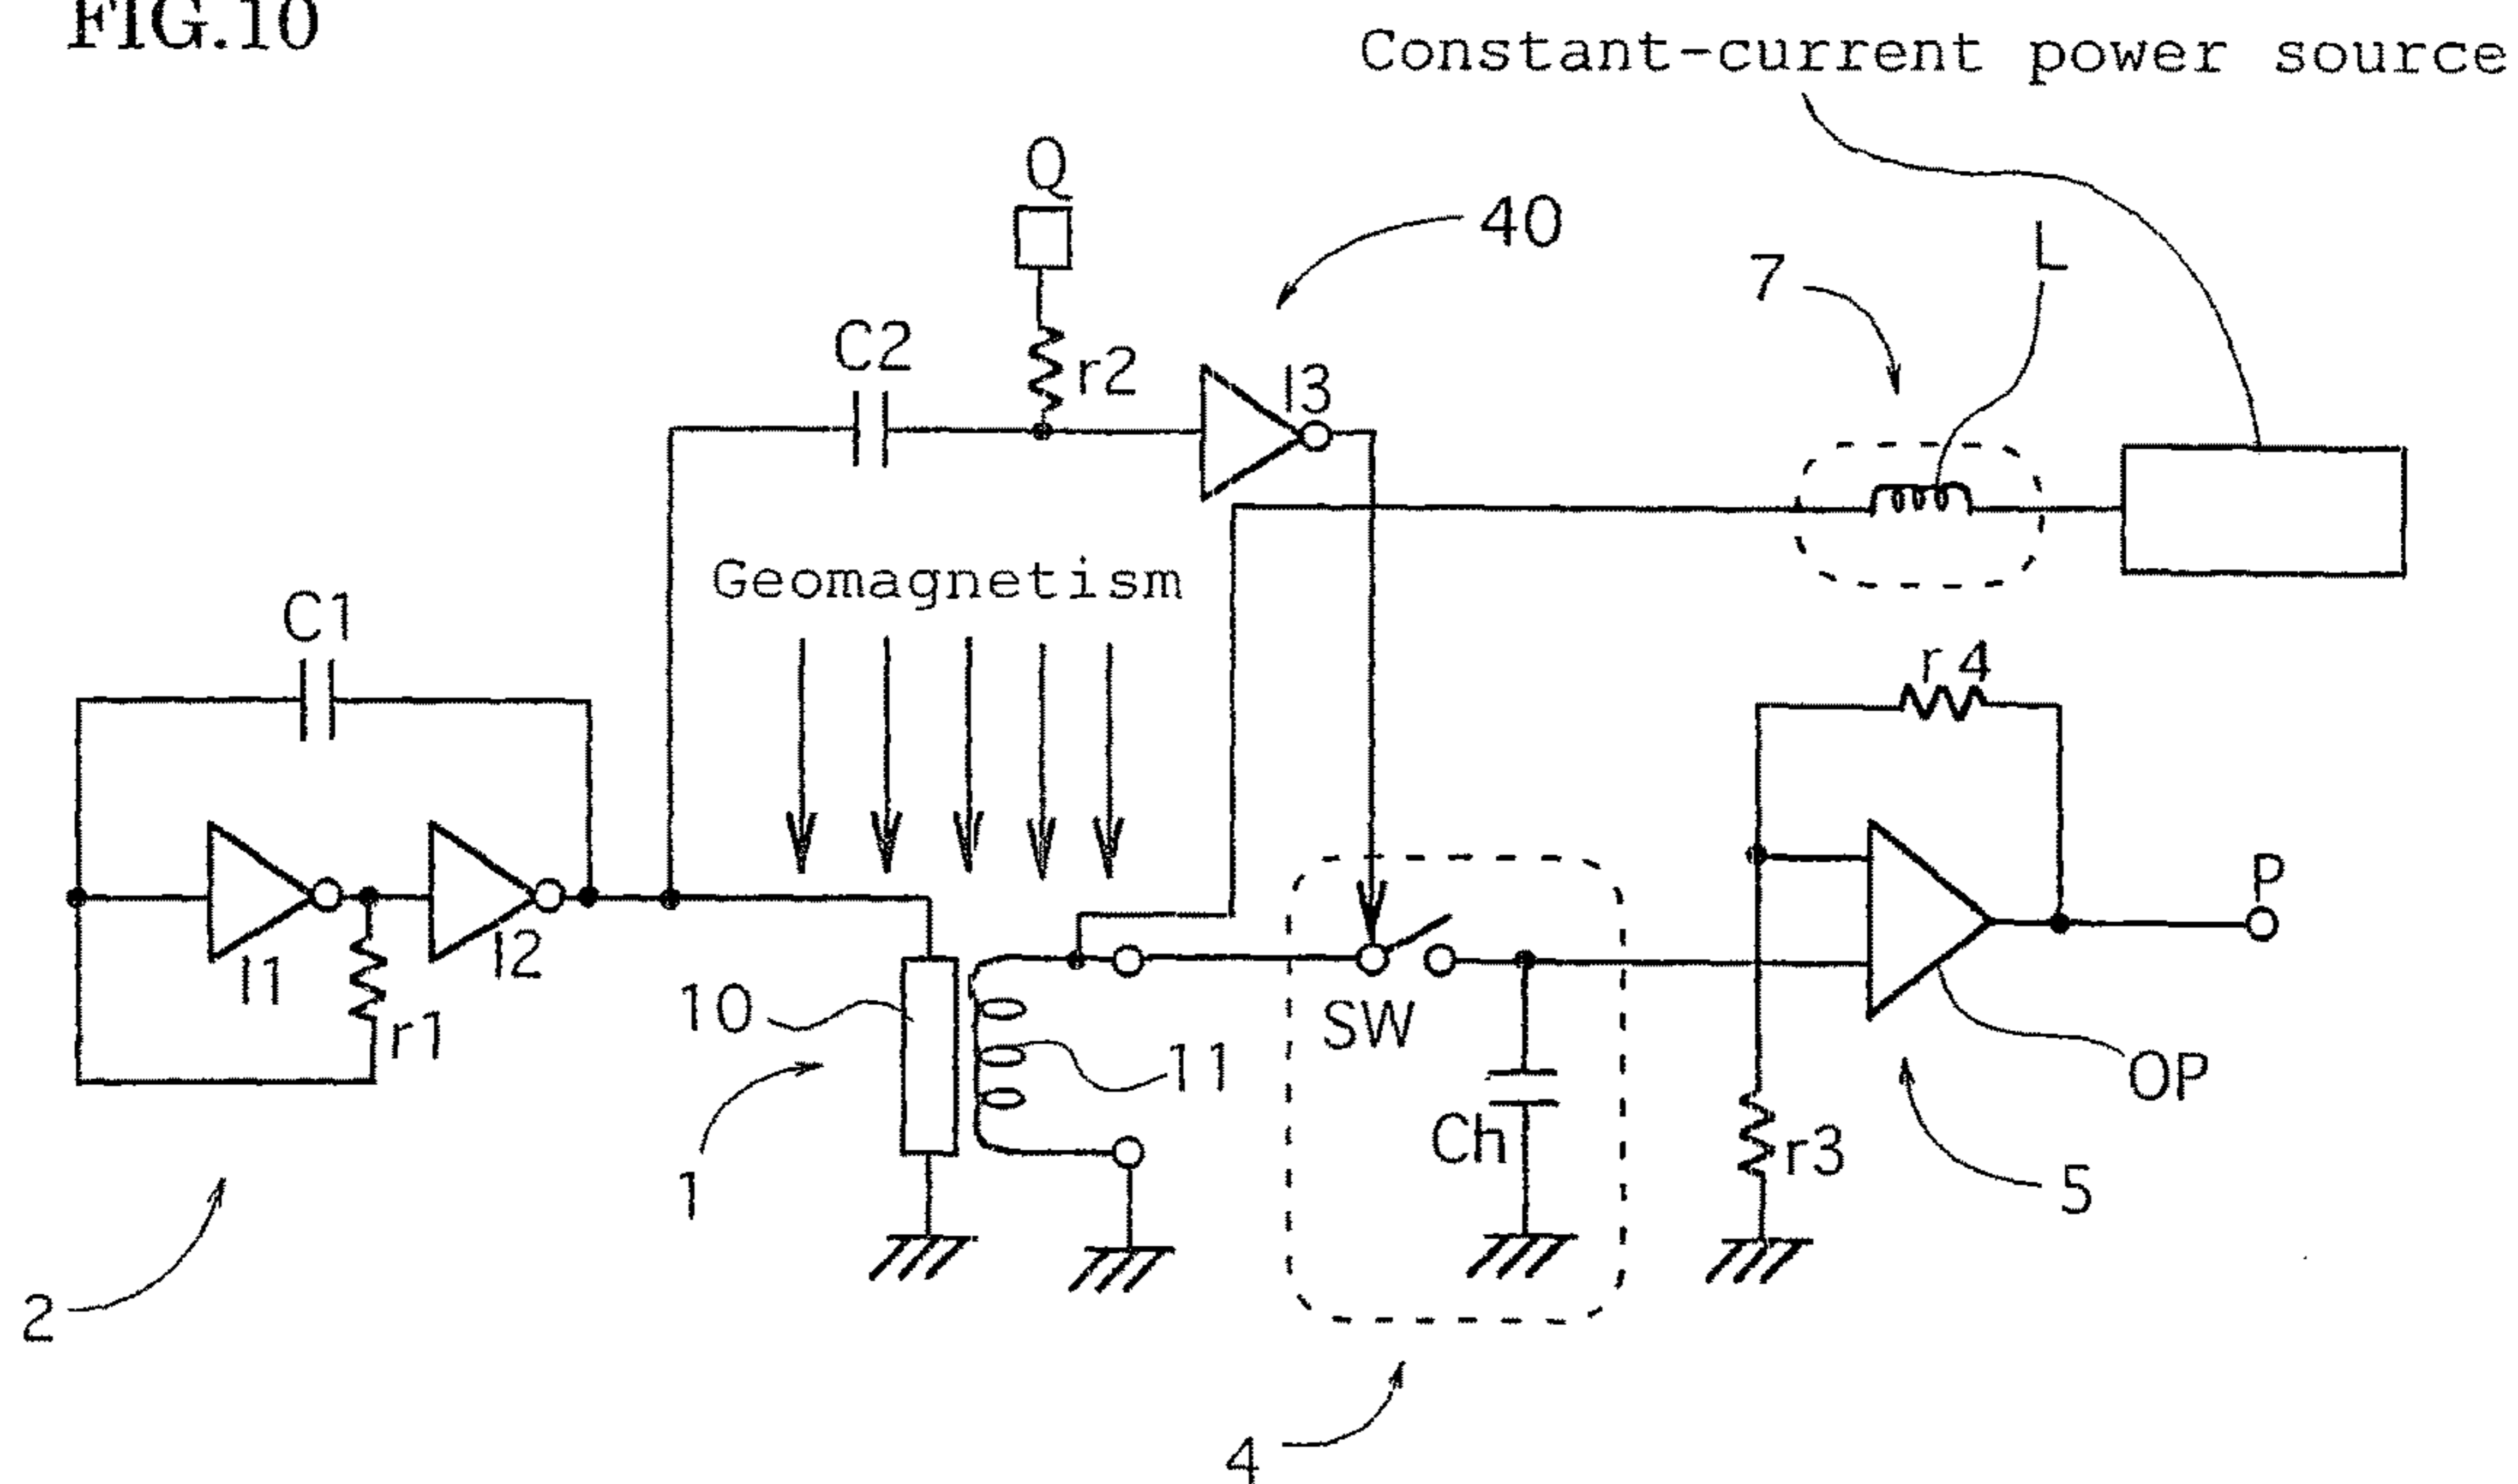 FIG.10
Constant-current power source
Q
40
L
7
C2
r2
I3
Geomagnetism
C1
r4
P
I1
I2
10
SW
r1
11
OP
Ch
r3
1
5
2
4